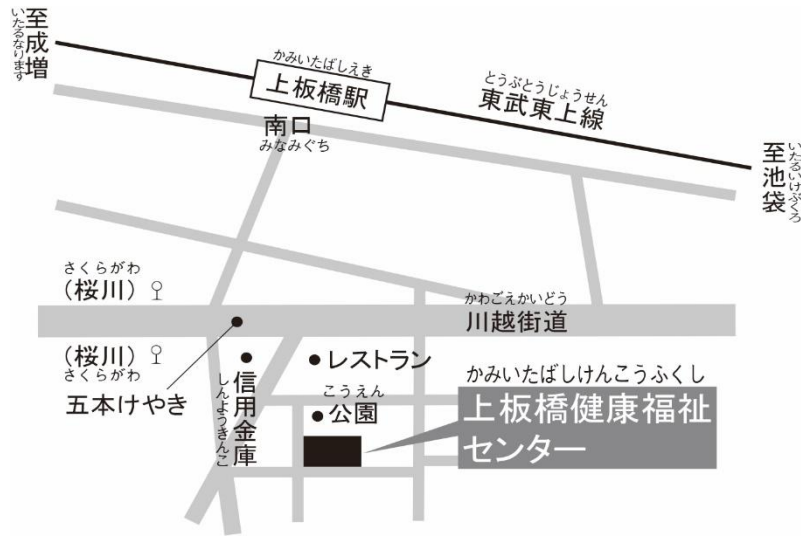 至成増
いたるなります
かみいたばしえき
上板橋駅
とうぶとうじょうせん
東武東上線
南口
みなみぐち
至池袋
いたるいけぶくろ
さくらがわ
(桜川)
かわごえかいどう
川越街道
(桜川)
さくらがわ
五本けやき
信用金庫
しんようきんこ
レストラン
こうえん
公園
かみいたばしけんこうふくし
上板橋健康福祉
センター